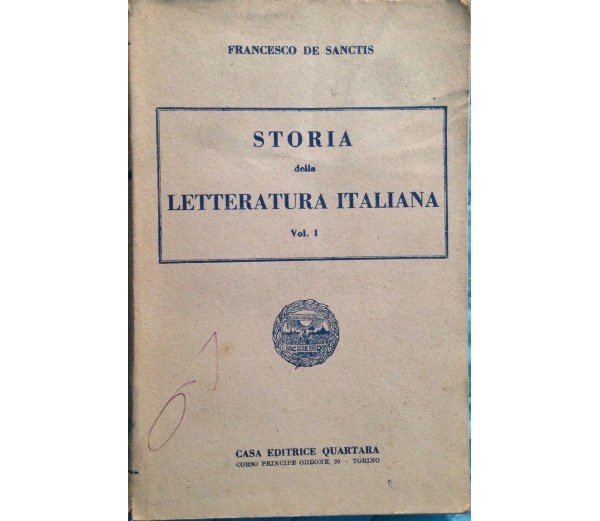 FRANCESCO DE SANCTIS
STORIA
della
LETTERATURA ITALIANA
Vol. I
CASA EDITRICE QUARTARA
CORSO PRINCIPE ODDONE, 20 - TORINO